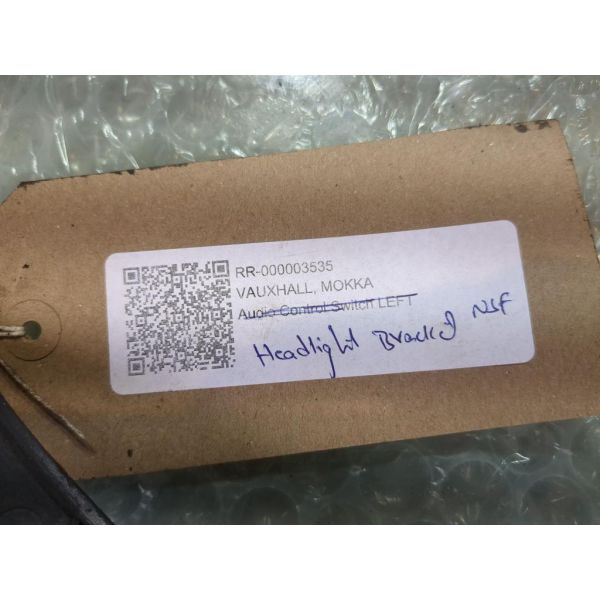 RR-000003535
VAUXHALL, MOKKA
Audio Control Switch LEFT
Headlight Bracket NSF